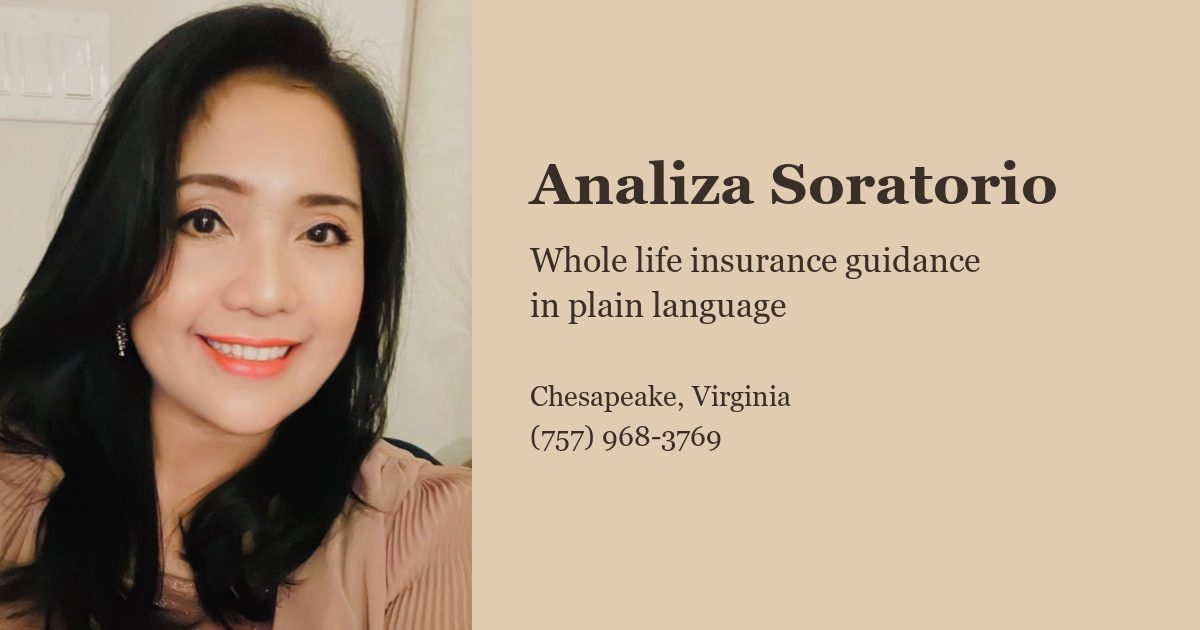 Analiza Soratorio
Whole life insurance guidance
in plain language
Chesapeake, Virginia
(757) 968-3769